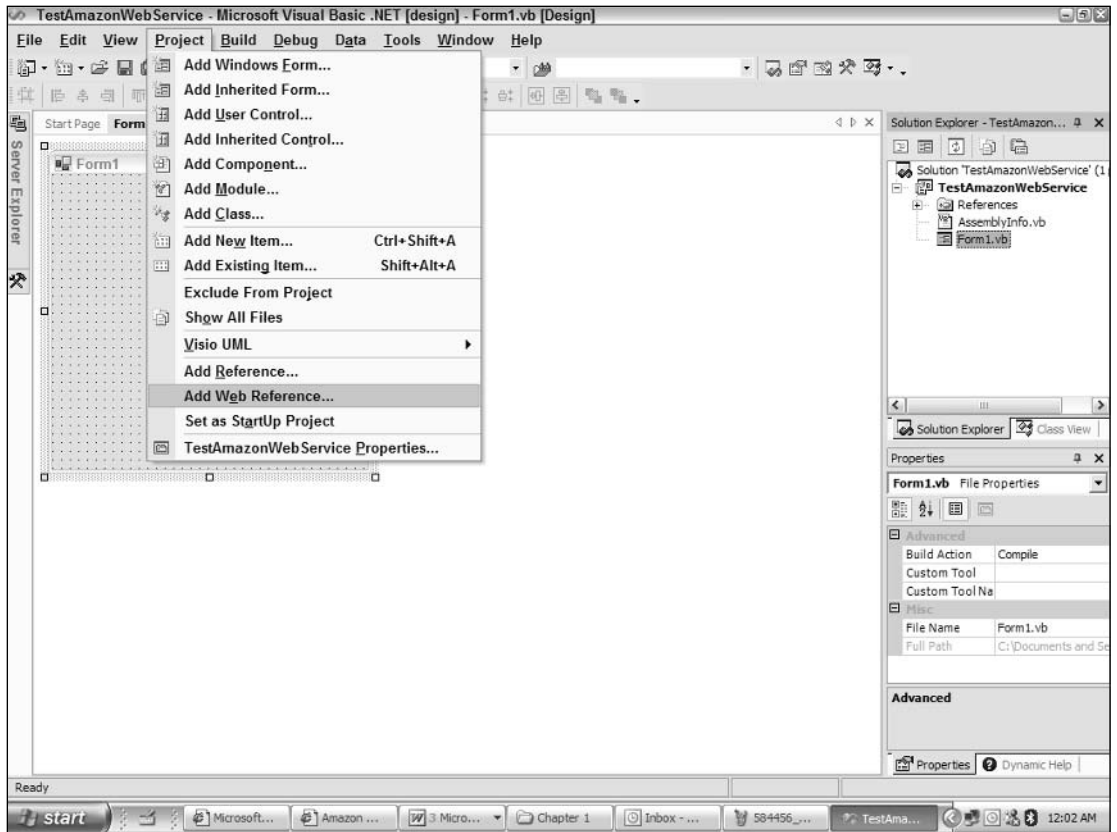 TestAmazonWebService - Microsoft Visual Basic .NET [design] - Form1.vb [Design]
File Edit View Project Build Debug Data Tools Window Help
Add Windows Form...
Add Inherited Form...
Add User Control...
Add Inherited Control...
Add Component...
Add Module...
Add Class...
Add New Item... Ctrl+Shift+A
Add Existing Item... Shift+Alt+A
Exclude From Project
Show All Files
Visio UML
Add Reference...
Add Web Reference...
Set as StartUp Project
TestAmazonWebService Properties...
Server Explorer
Start Page Form
Form1
Solution Explorer - TestAmazon...
Solution 'TestAmazonWebService' (1
TestAmazonWebService
References
AssemblyInfo.vb
Form1.vb
Solution Explorer Class View
Properties
Form1.vb File Properties
Advanced
Build Action Compile
Custom Tool
Custom Tool Na
Misc
File Name Form1.vb
Full Path C:\Documents and Se
Advanced
Properties Dynamic Help
Ready
start Microsoft... Amazon ... 3 Micro... Chapter 1 Inbox - ... 584456_... TestAma... 12:02 AM